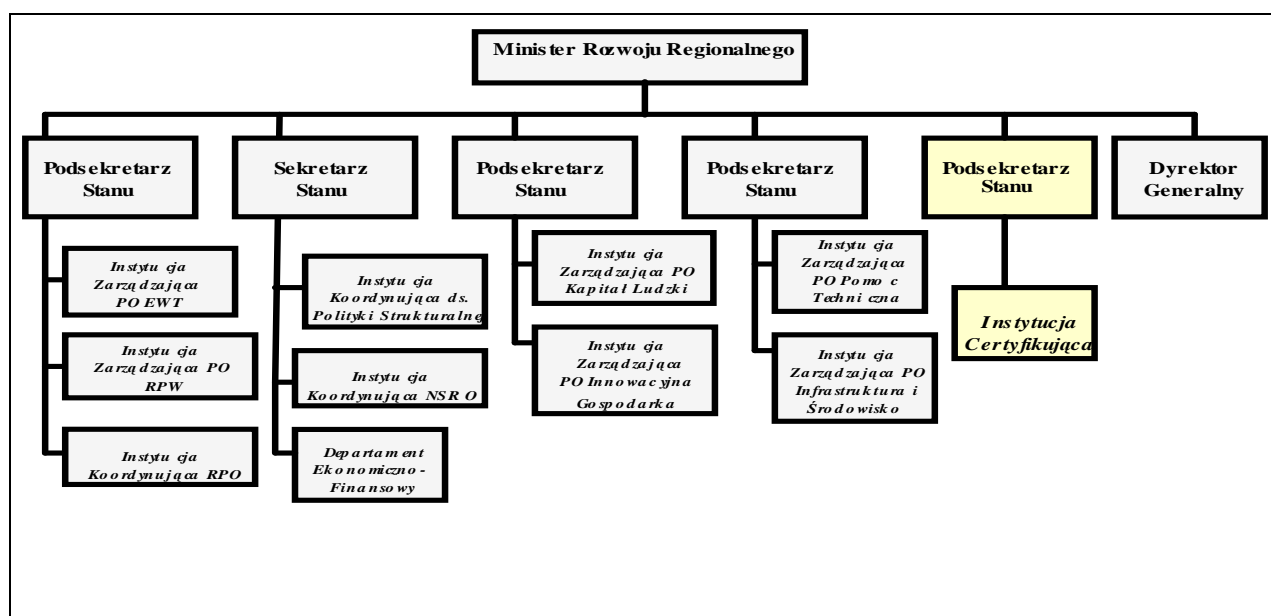 Minister Rozwoju Regionalnego
Podsekretarz
Stanu
Sekretarz
Stanu
Podsekretarz
Stanu
Podsekretarz
Stanu
Podsekretarz
Stanu
Dyrektor
Generalny
Instytucja
Zarządzająca
PO EWT
Instytucja
Zarządzająca PO
RPW
Instytucja
Koordynująca RPO
Instytucja
Koordynująca ds.
Polityki Strukturalnej
Instytucja
Koordynująca NSRO
Departament
Ekonomiczno-
Finansowy
Instytucja
Zarządzająca PO
Kapitał Ludzki
Instytucja
Zarządzająca
PO Innowacyjna
Gospodarka
Instytucja
Zarządzająca
PO Pomoc
Techniczna
Instytucja
Zarządzająca PO
Infrastruktura i
Środowisko
Instytucja
Certyfikująca